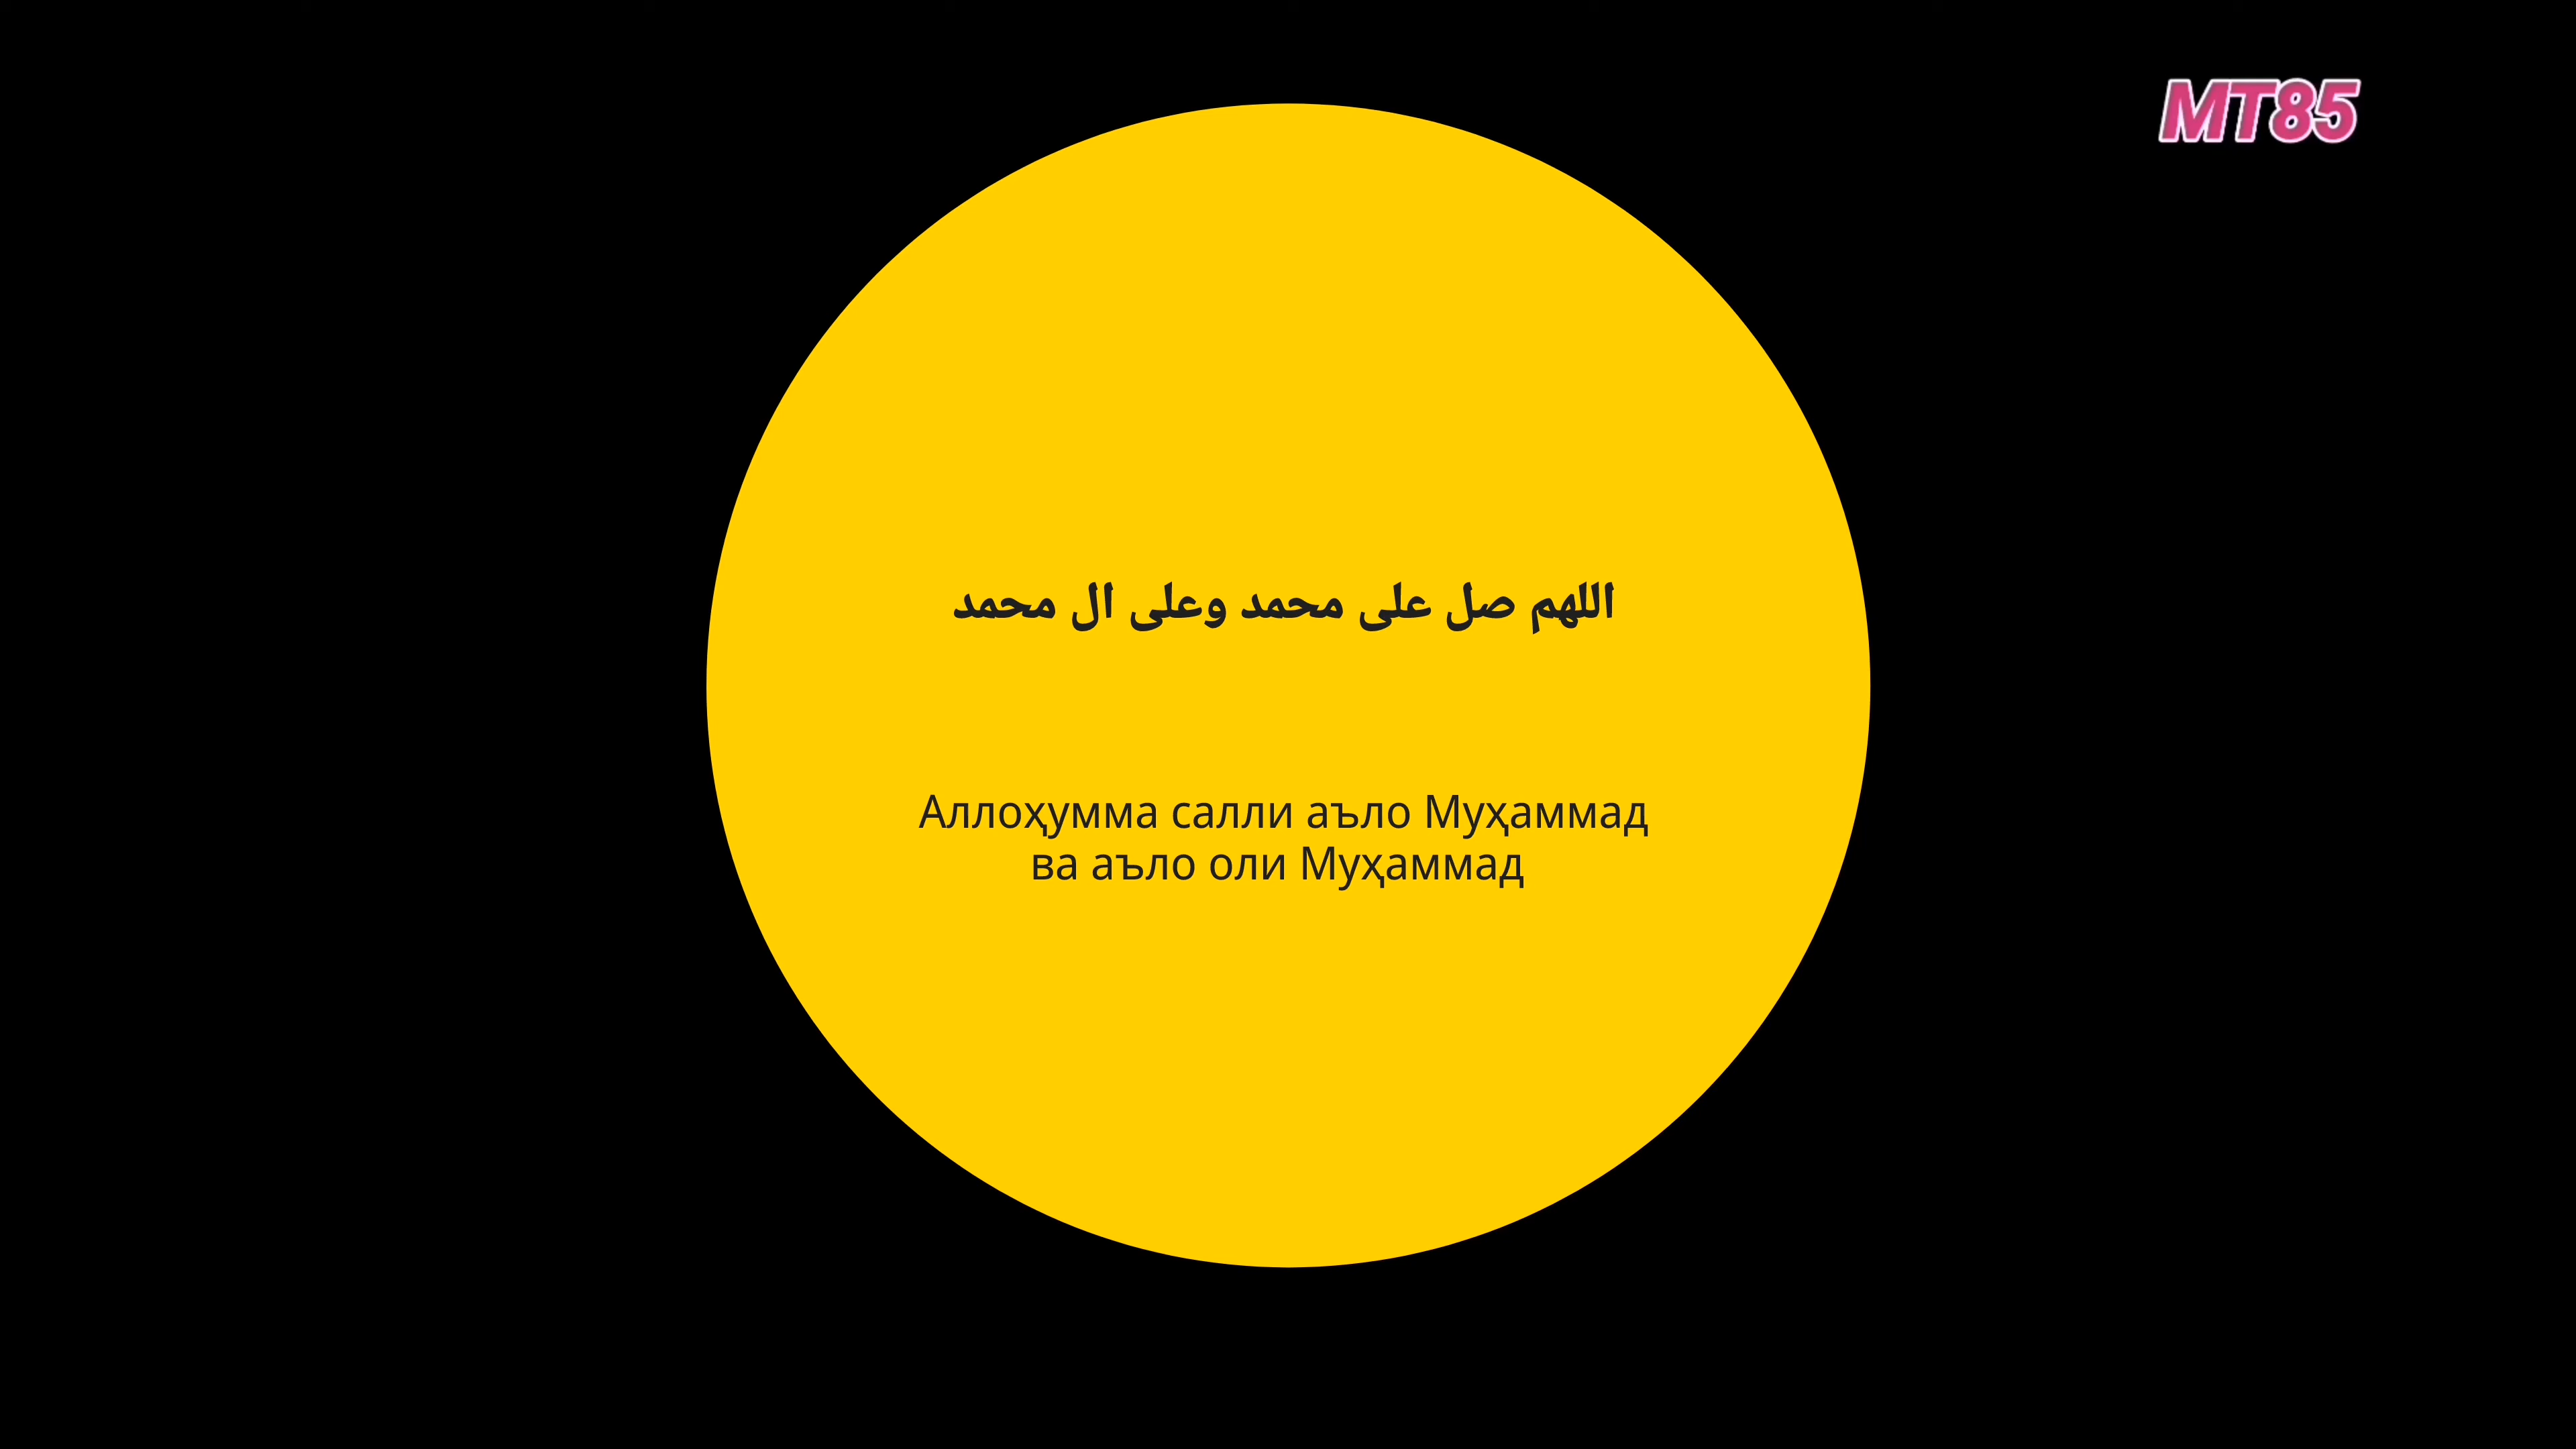 MT85
اللهم صل على محمد وعلى ال محمد
Аллоҳумма салли аъло Муҳаммад
ва аъло оли Муҳаммад